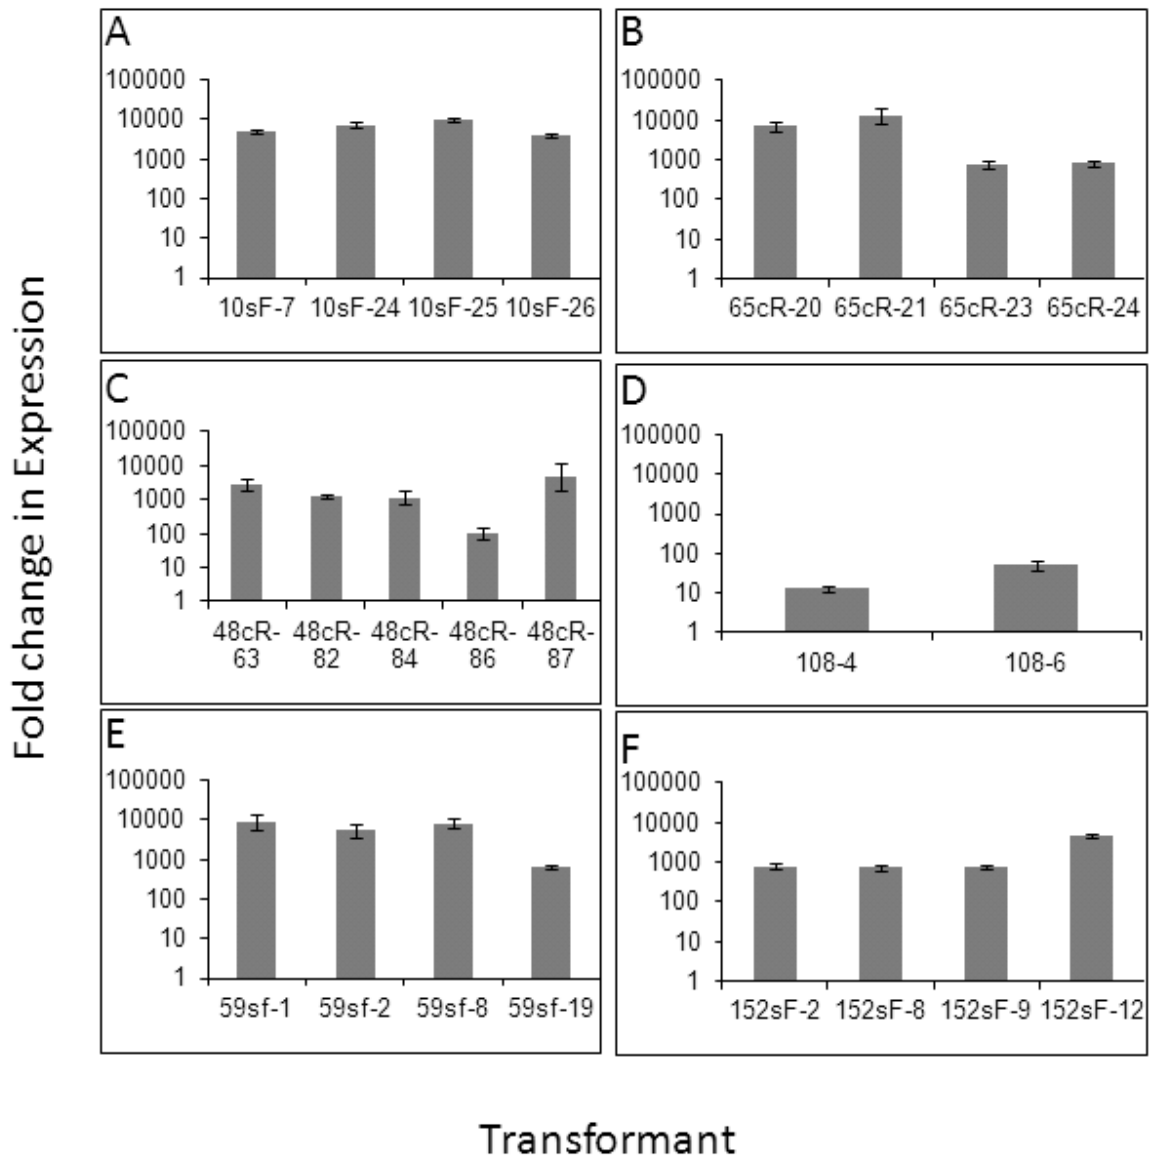 Fold change in Expression
A
100000
10000
1000
100
10
1
10sF-7 10sF-24 10sF-25 10sF-26
B
100000
10000
1000
100
10
1
65cR-20 65cR-21 65cR-23 65cR-24
C
100000
10000
1000
100
10
1
48cR- 48cR- 48cR- 48cR- 48cR-
63 82 84 86 87
D
100000
10000
1000
100
10
1
108-4 108-6
E
100000
10000
1000
100
10
1
59sf-1 59sf-2 59sf-8 59sf-19
F
100000
10000
1000
100
10
1
152sF-2 152sF-8 152sF-9 152sF-12
Transformant